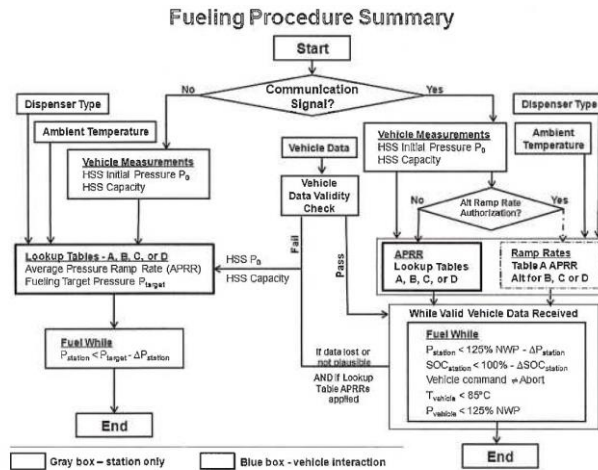 Fueling Procedure Summary
Start
Communication
Signal?
No
Yes
Dispenser Type
Ambient Temperature
Vehicle Measurements
HSS Initial Pressure P0
HSS Capacity
Vehicle Data
Vehicle
Data Validity
Check
Fail
Pass
Vehicle Measurements
HSS Initial Pressure P0
HSS Capacity
Dispenser Type
Ambient
Temperature
No
Alt Ramp Rate
Authorization?
Yes
Lookup Tables - A, B, C, or D
Average Pressure Ramp Rate (APRR)
Fueling Target Pressure Ptarget
HSS P0
HSS Capacity
APRR
Lookup Tables
A, B, C, or D
Ramp Rates
Table A APRR
Alt for B, C or D
Fuel While
Pstation < Ptarget - ΔPstation
End
If data lost or
not plausible
AND if Lookup
Table APRRs
applied
While Valid Vehicle Data Received
Fuel While
Pstation < 125% NWP - ΔPstation
SOCstation < 100% - ΔSOCstation
Vehicle command ≠ Abort
Tvehicle < 85°C
Pvehicle < 125% NWP
End
Gray box – station only
Blue box - vehicle interaction